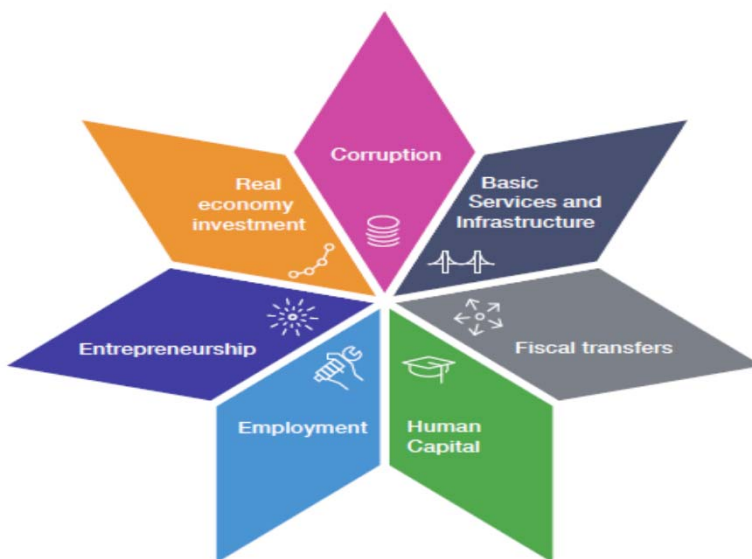 Corruption
Basic
Services and
Infrastructure
Fiscal transfers
Human
Capital
Employment
Entrepreneurship
Real
economy
investment